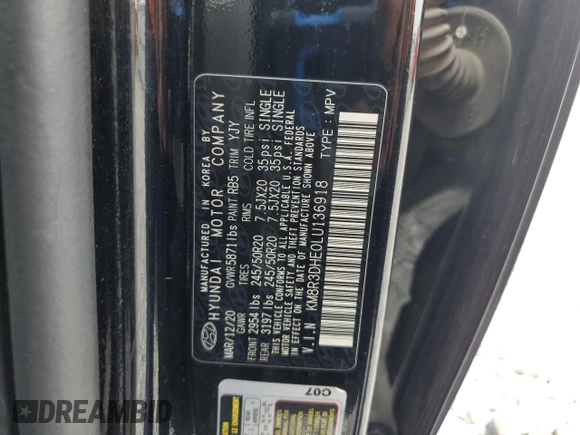 MANUFACTURED IN KOREA BY
HYUNDAI MOTOR COMPANY
MAR/12/20 GVWR 5871 lbs PAINT RB5 TRIM YJY
GAWR RIMS COLD TIRE INFL
FRONT 2954 lbs 245/50R20 7.5JX20 35psi SINGLE
REAR 3197 lbs 245/50R20 7.5JX20 35psi SINGLE
THIS VEHICLE CONFORMS TO ALL APPLICABLE U.S.A. FEDERAL
MOTOR VEHICLE SAFETY AND THEFT PREVENTION STANDARDS
IN EFFECT ON THE DATE OF MANUFACTURE SHOWN ABOVE
V.I.N KM8R3DHE0LU136918 TYPE : MPV
C07
DREAMBID